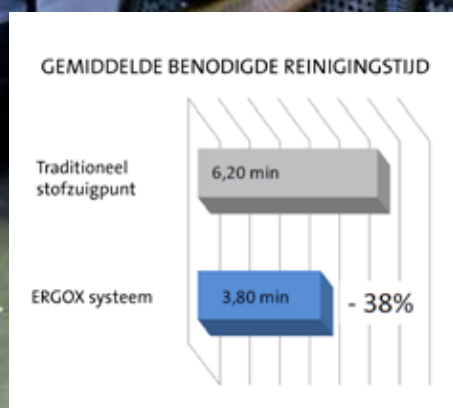 GEMIDDELDE BENODIGDE REINIGINGSTIJD
Traditioneel
stofzuigpunt
6,20 min
ERGOX systeem
3,80 min
- 38%